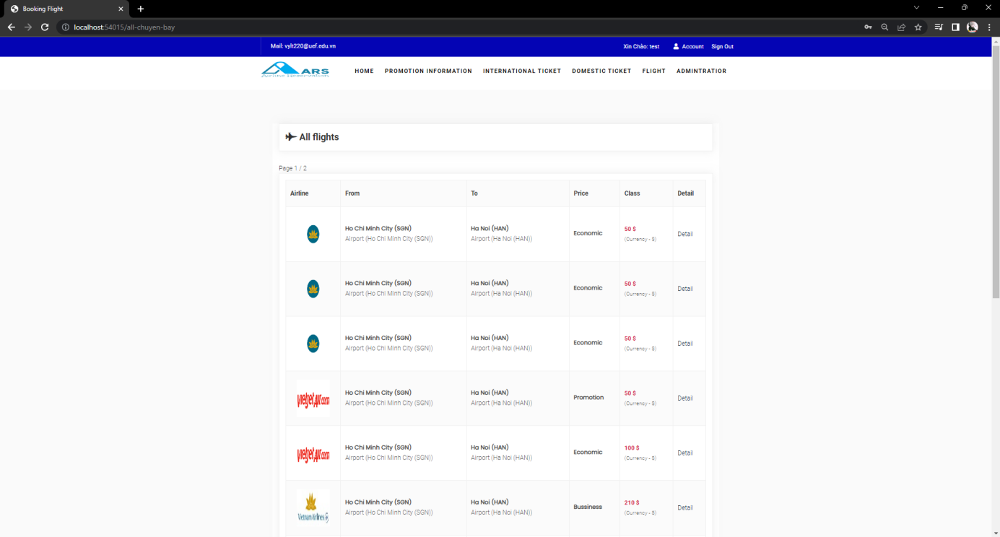 Booking Flight
localhost:54015/all-chuyen-bay
Mail: vylt220@uef.edu.vn
Xin Chào: test Account Sign Out
ARS
Airline Reservation
HOME PROMOTION INFORMATION INTERNATIONAL TICKET DOMESTIC TICKET FLIGHT ADMINTRATIOR
All flights
Page 1 / 2
Airline From To Price Class Detail
Ho Chi Minh City (SGN) Ha Noi (HAN) 50 $
Airport (Ho Chi Minh City (SGN)) Airport (Ha Noi (HAN)) Economic (Currency - $) Detail
Ho Chi Minh City (SGN) Ha Noi (HAN) 50 $
Airport (Ho Chi Minh City (SGN)) Airport (Ha Noi (HAN)) Economic (Currency - $) Detail
Ho Chi Minh City (SGN) Ha Noi (HAN) 50 $
Airport (Ho Chi Minh City (SGN)) Airport (Ha Noi (HAN)) Economic (Currency - $) Detail
Ho Chi Minh City (SGN) Ha Noi (HAN) 50 $
vietjetair.com Airport (Ho Chi Minh City (SGN)) Airport (Ha Noi (HAN)) Promotion (Currency - $) Detail
Ho Chi Minh City (SGN) Ha Noi (HAN) 100 $
vietjetair.com Airport (Ho Chi Minh City (SGN)) Airport (Ha Noi (HAN)) Economic (Currency - $) Detail
Ho Chi Minh City (SGN) Ha Noi (HAN) 210 $
Vietnam Airlines Airport (Ho Chi Minh City (SGN)) Airport (Ha Noi (HAN)) Bussiness (Currency - $) Detail